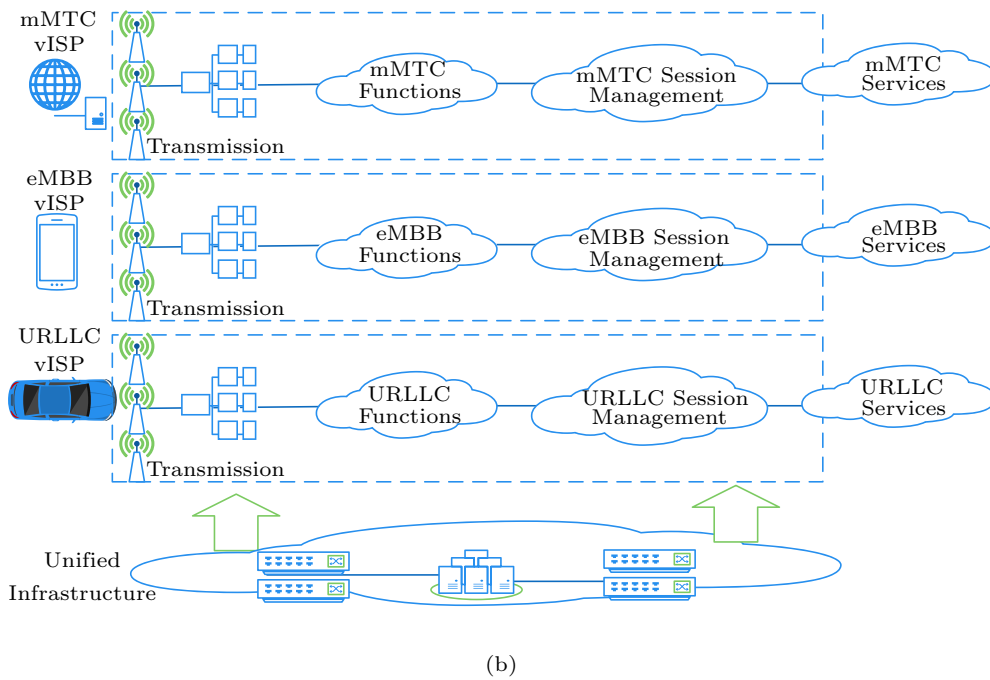 mMTC
vISP
mMTC
Functions
mMTC Session
Management
mMTC
Services
Transmission
eMBB
vISP
eMBB
Functions
eMBB Session
Management
eMBB
Services
Transmission
URLLC
vISP
URLLC
Functions
URLLC Session
Management
URLLC
Services
Transmission
Unified
Infrastructure
(b)